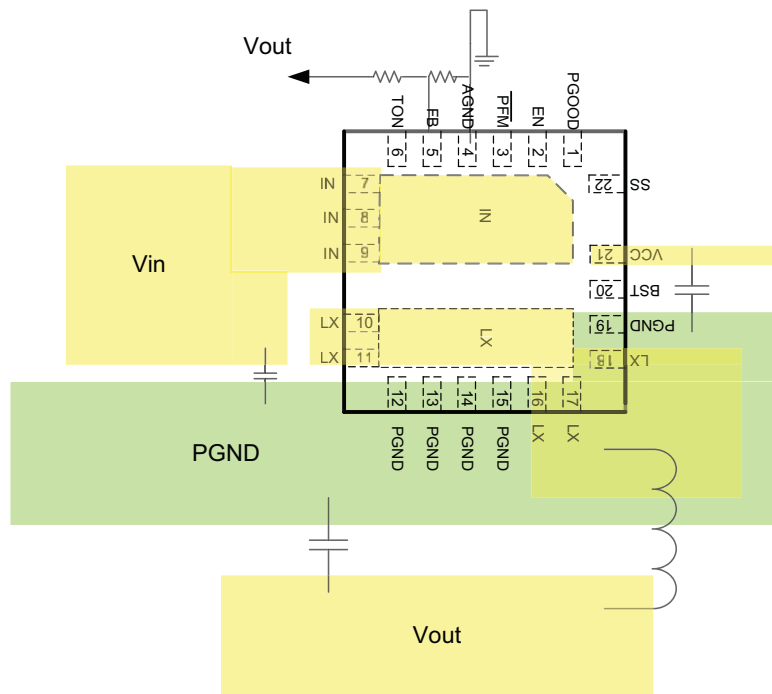 Vout
TON
FB
AGND
PFM
EN
PGOOD
6
5
4
3
2
1
IN 7
IN 8
IN 9
IN
22 SS
21 VCC
20 BST
19 PGND
18 LX
Vin
LX 10
LX 11
LX
12
13
14
15
16
17
PGND
PGND
PGND
PGND
LX
LX
PGND
Vout